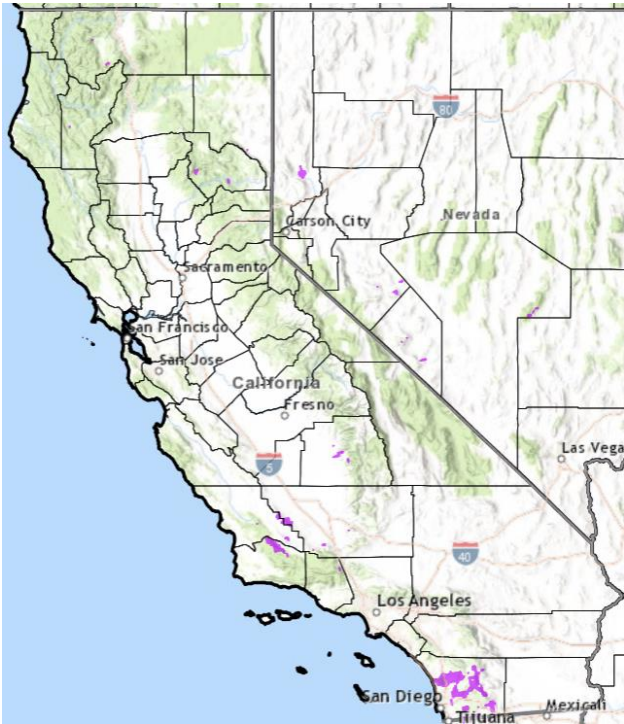 80
Carson City
Nevada
Sacramento
San Francisco
San Jose
California
Fresno
5
Las Vega
40
Los Angeles
San Diego
Tijuana
Mexicali